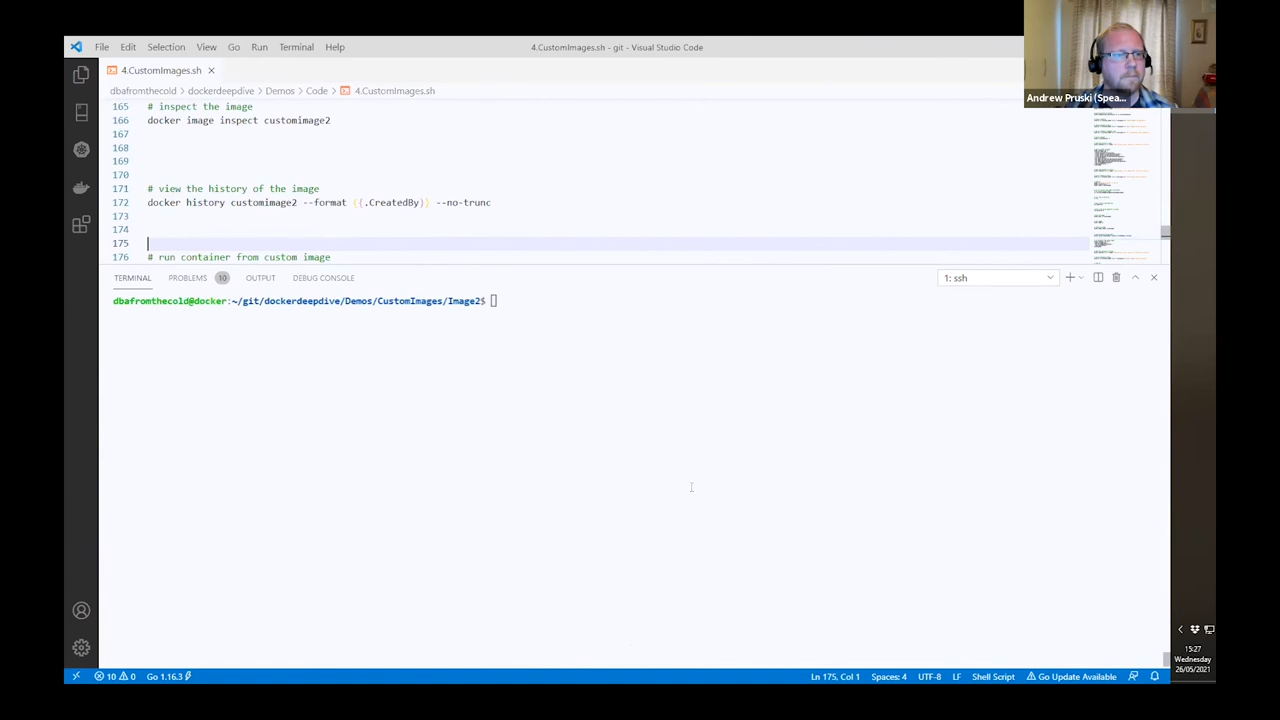 File Edit Selection View Go Run Terminal Help
4.CustomImages.sh - git - Visual Studio Code
4.CustomImages.sh
dbafromthecold > dockerdeepdive > Demos > Code > 4.CustomImages.sh
Andrew Pruski (Spea...
165 # inspect the image
166 docker image inspect customimage2
167
168
169
170
171 # view the history of the image
172 docker history customimage2 --format {{.CreatedBy}} --no-trunc
173
174
175
176 # run container from custom image
TERMINAL PROBLEMS 10 OUTPUT DEBUG CONSOLE
1: ssh
dbafromthecold@docker:~/git/dockerdeepdive/Demos/CustomImages/Image2$
15:27
Wednesday
26/05/2021
10 0 Go 1.16.3
Ln 175, Col 1 Spaces: 4 UTF-8 LF Shell Script Go Update Available